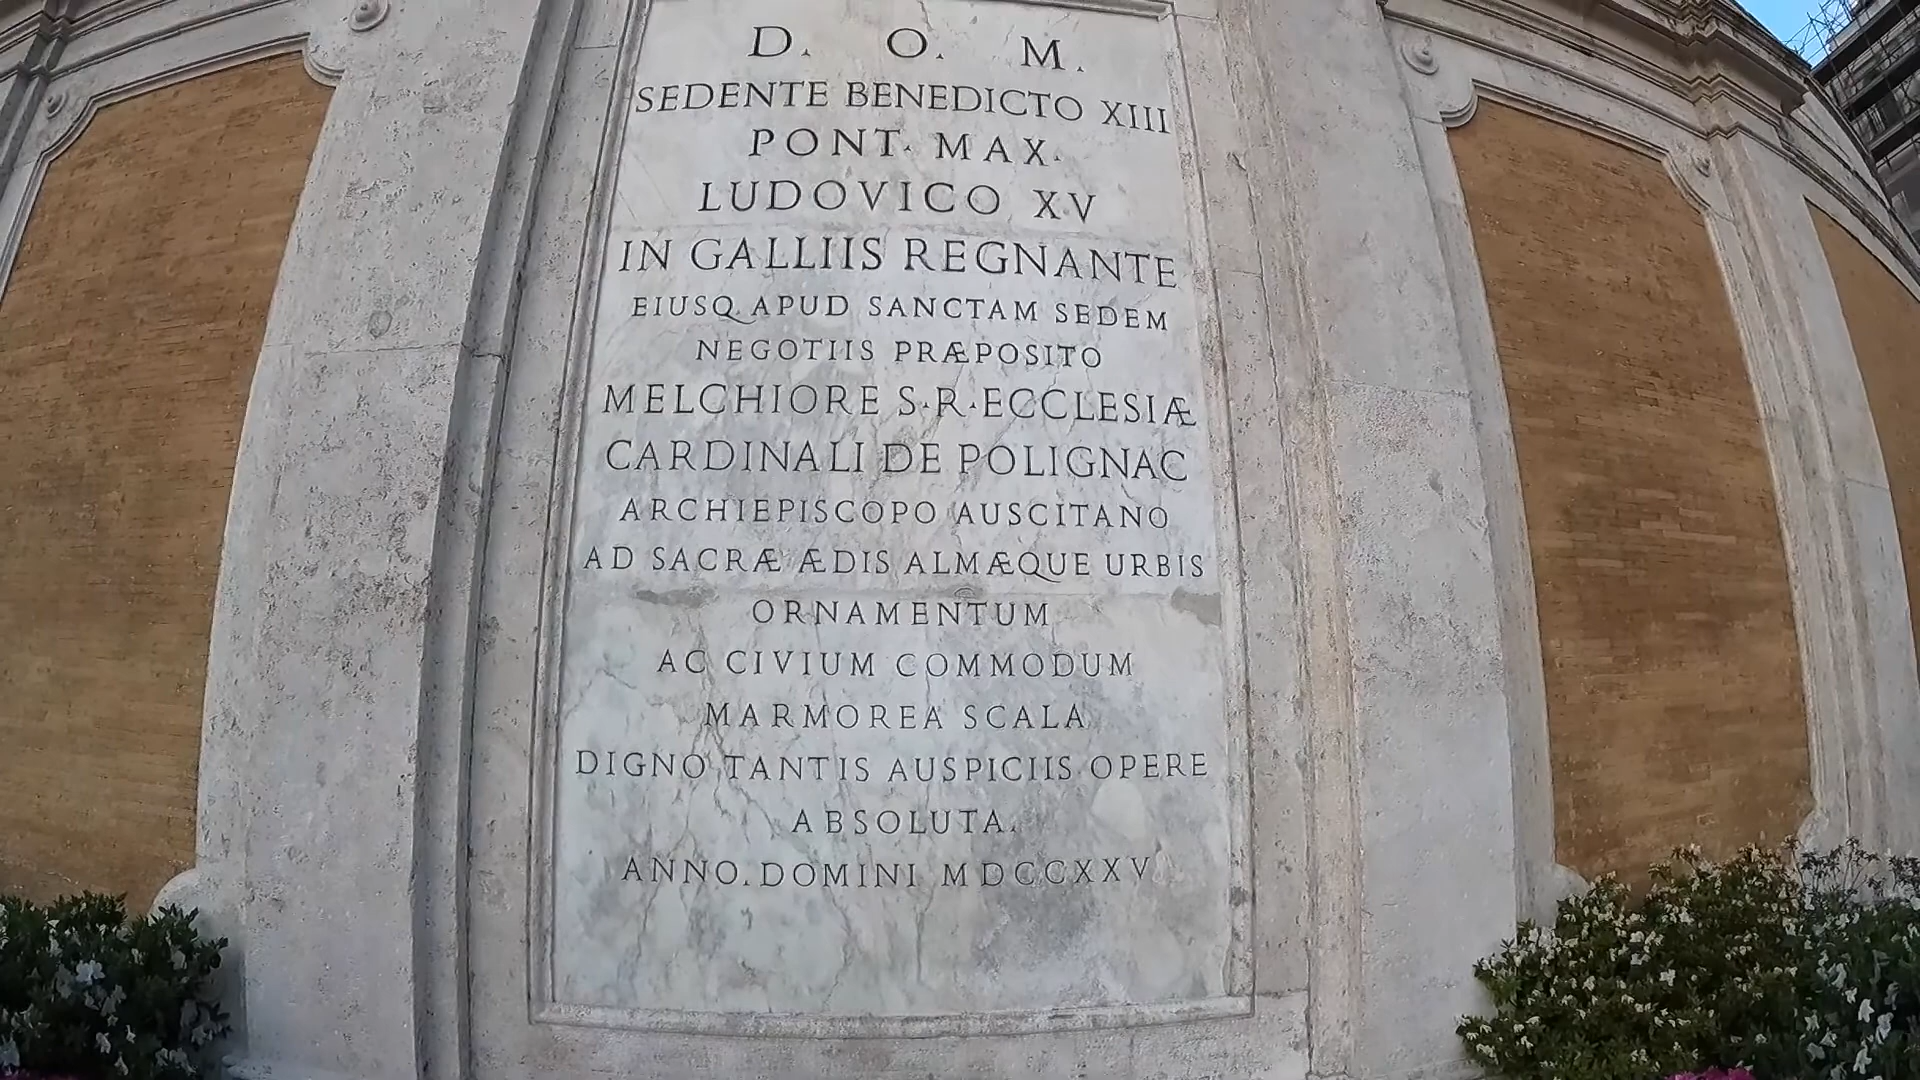 D. O. M.
SEDENTE BENEDICTO XIII
PONT· MAX·
LUDOVICO XV
IN GALLIIS REGNANTE
EIUSQ. APUD SANCTAM SEDEM
NEGOTIIS PRÆPOSITO
MELCHIORE S·R·ECCLESIÆ
CARDINALI DE POLIGNAC
ARCHIEPISCOPO AUSCITANO
AD SACRÆ ÆDIS ALMÆQUE URBIS
ORNAMENTUM
AC CIVIUM COMMODUM
MARMOREA SCALA
DIGNO TANTIS AUSPICIIS OPERE
ABSOLUTA.
ANNO.DOMINI MDCCXXV